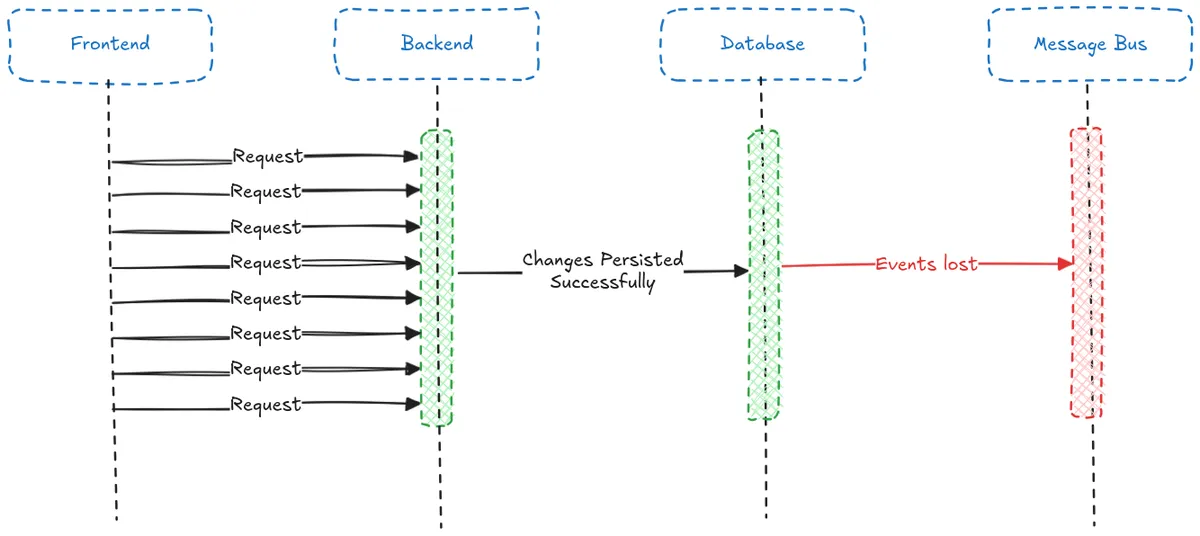 Frontend
Backend
Database
Message Bus
Request
Request
Request
Request
Request
Request
Request
Request
Changes Persisted
Successfully
Events lost